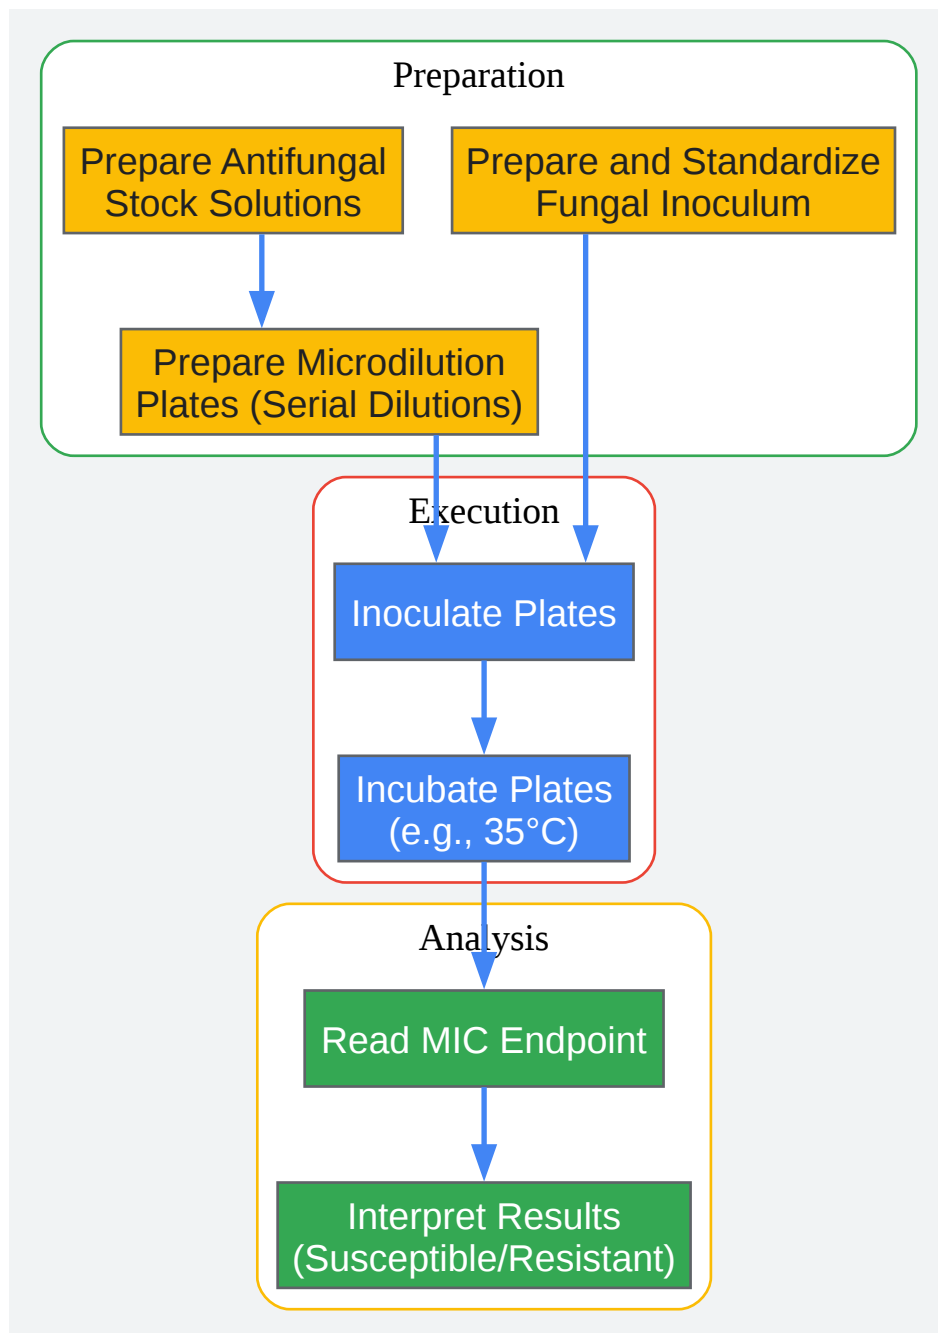 Preparation
Prepare Antifungal
Stock Solutions
Prepare and Standardize
Fungal Inoculum
Prepare Microdilution
Plates (Serial Dilutions)
Execution
Inoculate Plates
Incubate Plates
(e.g., 35°C)
Analysis
Read MIC Endpoint
Interpret Results
(Susceptible/Resistant)